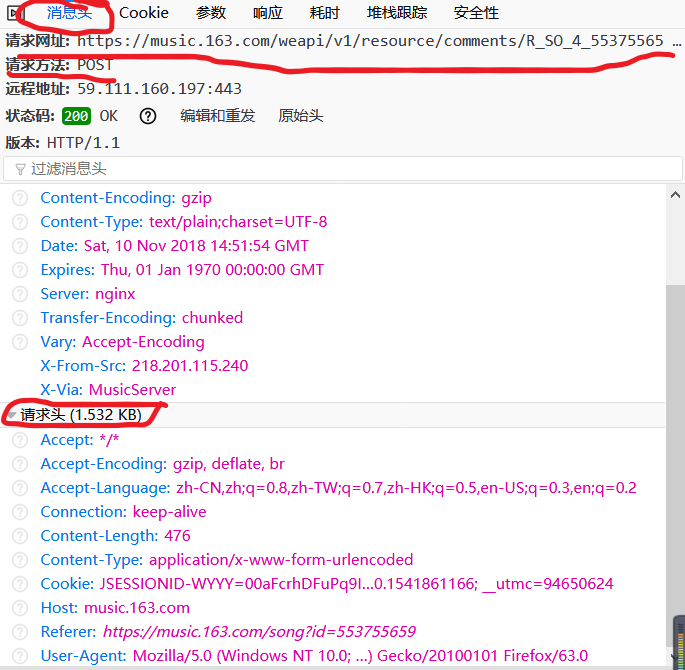 消息头 Cookie 参数 响应 耗时 堆栈跟踪 安全性
请求网址: https://music.163.com/weapi/v1/resource/comments/R_SO_4_55375565 …
请求方法: POST
远程地址: 59.111.160.197:443
状态码: 200 OK ? 编辑和重发 原始头
版本: HTTP/1.1
过滤消息头
? Content-Encoding: gzip
? Content-Type: text/plain;charset=UTF-8
? Date: Sat, 10 Nov 2018 14:51:54 GMT
? Expires: Thu, 01 Jan 1970 00:00:00 GMT
? Server: nginx
? Transfer-Encoding: chunked
? Vary: Accept-Encoding
X-From-Src: 218.201.115.240
X-Via: MusicServer
请求头 (1.532 KB)
? Accept: */*
? Accept-Encoding: gzip, deflate, br
? Accept-Language: zh-CN,zh;q=0.8,zh-TW;q=0.7,zh-HK;q=0.5,en-US;q=0.3,en;q=0.2
? Connection: keep-alive
? Content-Length: 476
? Content-Type: application/x-www-form-urlencoded
? Cookie: JSESSIONID-WYYY=00aFcrhDFuPq9I...0.1541861166; __utmc=94650624
? Host: music.163.com
? Referer: https://music.163.com/song?id=553755659
? User-Agent: Mozilla/5.0 (Windows NT 10.0; ...) Gecko/20100101 Firefox/63.0